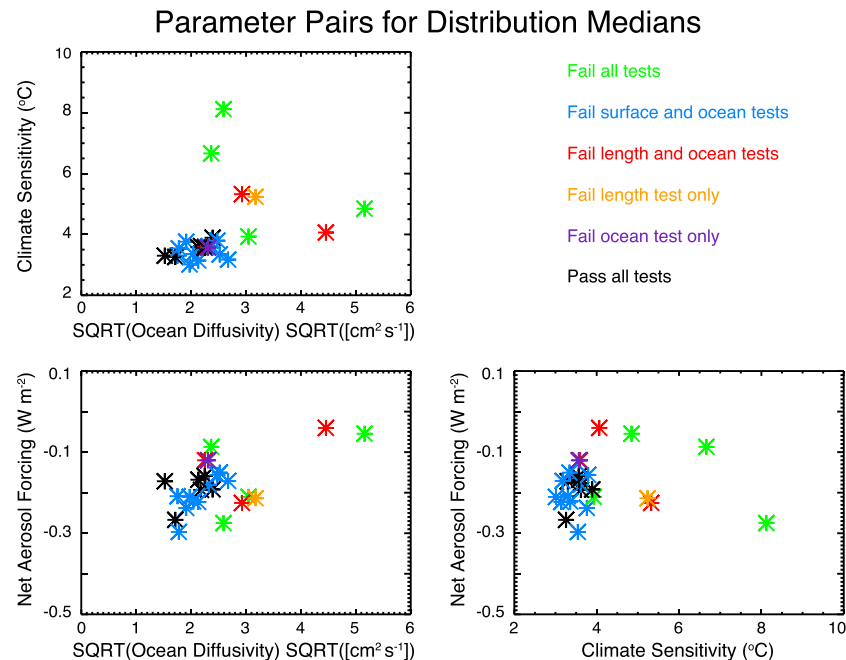 Parameter Pairs for Distribution Medians
10
8
6
4
2
Climate Sensitivity (°C)
0 1 2 3 4 5 6
SQRT(Ocean Diffusivity) SQRT([cm² s⁻¹])
Fail all tests
Fail surface and ocean tests
Fail length and ocean tests
Fail length test only
Fail ocean test only
Pass all tests
0.1
-0.1
-0.3
-0.5
Net Aerosol Forcing (W m⁻²)
0 1 2 3 4 5 6
SQRT(Ocean Diffusivity) SQRT([cm² s⁻¹])
0.1
-0.1
-0.3
-0.5
Net Aerosol Forcing (W m⁻²)
2 4 6 8 10
Climate Sensitivity (°C)